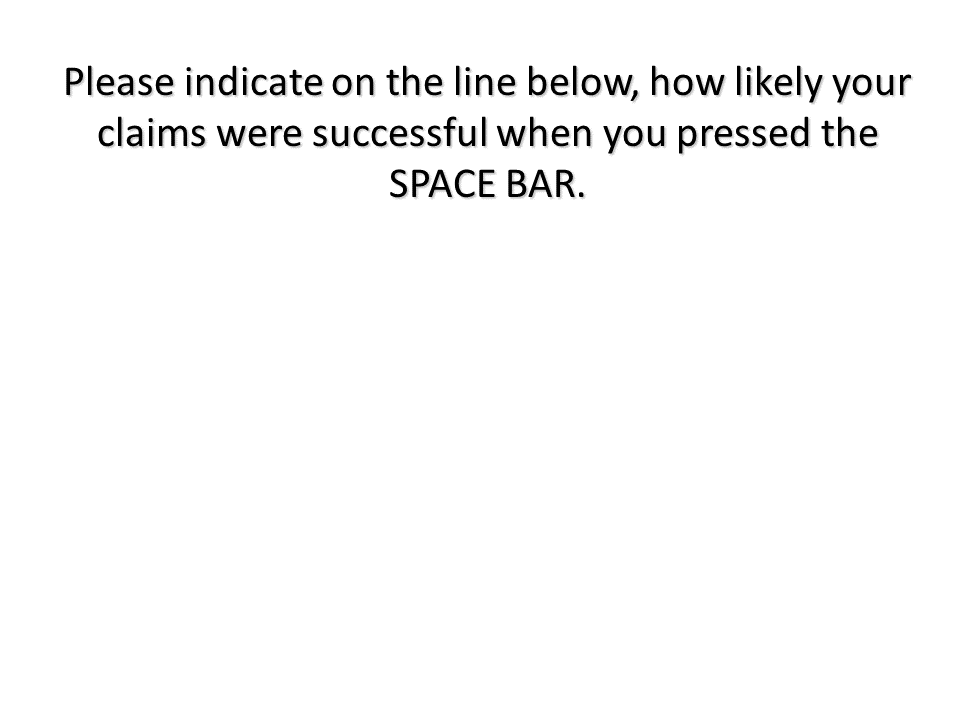 Please indicate on the line below, how likely your
claims were successful when you pressed the
SPACE BAR.